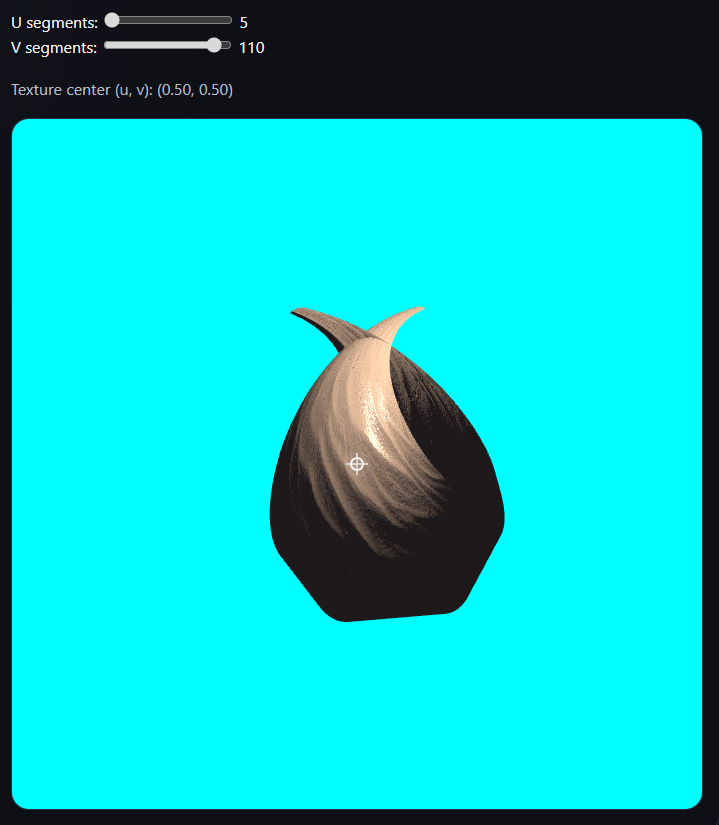 U segments: 5
V segments: 110
Texture center (u, v): (0.50, 0.50)